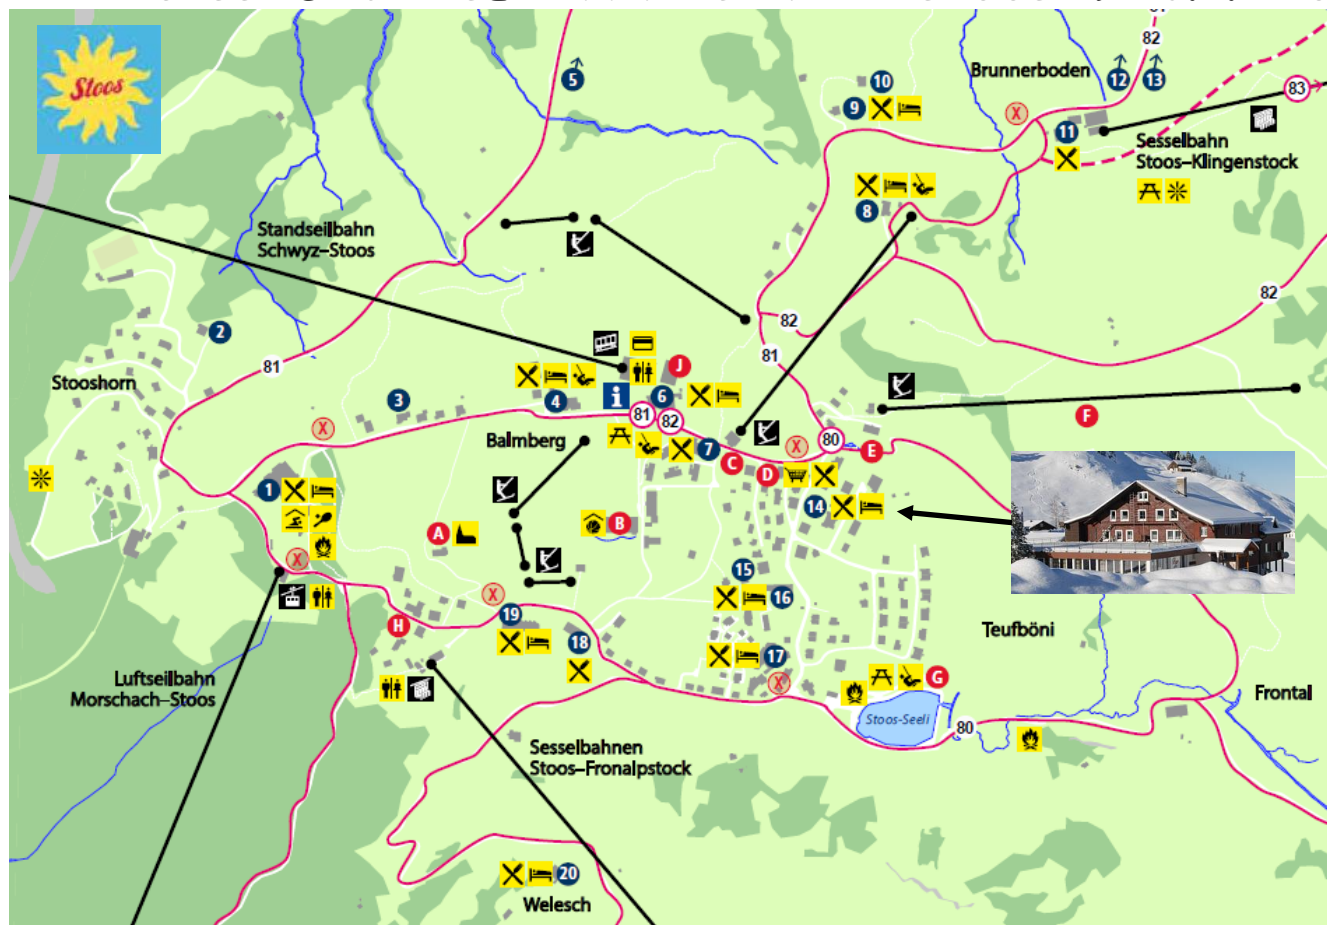 Stoos
5
10
9
Brunnerboden
82
12
13
83
X
11
Sesselbahn
Stoos–Klingenstock
8
Standseilbahn
Schwyz–Stoos
82
2
82
81
81
Stooshorn
J
3
4
i
6
81
82
F
X
Balmberg
7
C
X
80
E
D
1
14
A
B
X
15
16
X
19
H
18
Teufböni
17
X
G
Luftseilbahn
Morschach–Stoos
Frontal
Stoos-Seeli
80
Sesselbahnen
Stoos–Fronalpstock
20
Welesch